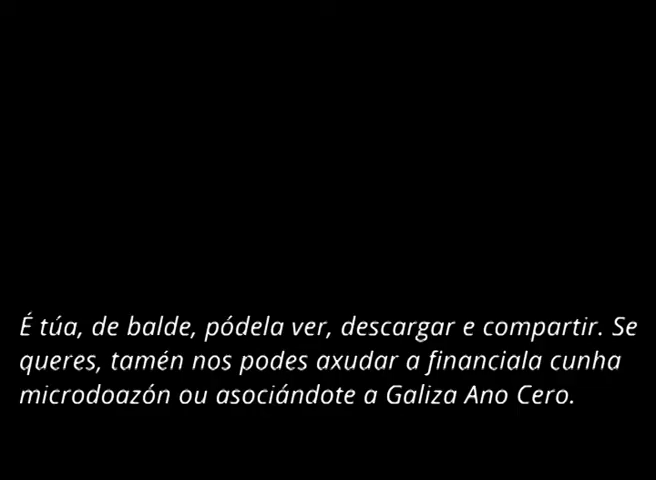 É túa, de balde, pódela ver, descargar e compartir. Se
queres, tamén nos podes axudar a financiala cunha
microdoazón ou asociándote a Galiza Ano Cero.